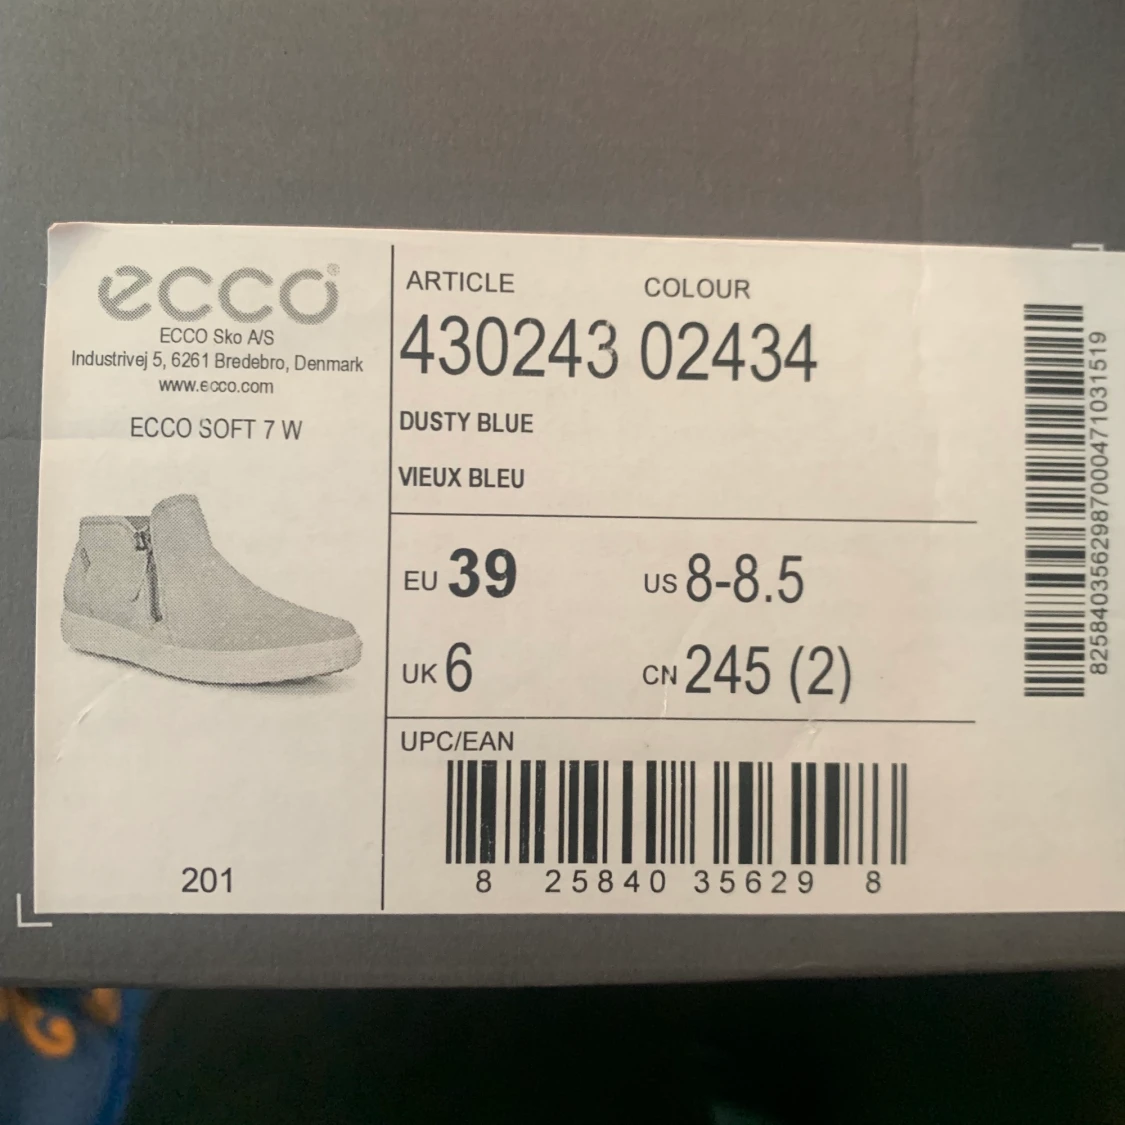 ecco®
ECCO Sko A/S
Industrivej 5, 6261 Bredebro, Denmark
www.ecco.com
ECCO SOFT 7 W
201
ARTICLE COLOUR
430243 02434
DUSTY BLUE
VIEUX BLEU
EU 39 US 8-8.5
UK 6 CN 245 (2)
UPC/EAN
8 25840 35629 8
8258403562987000471031519